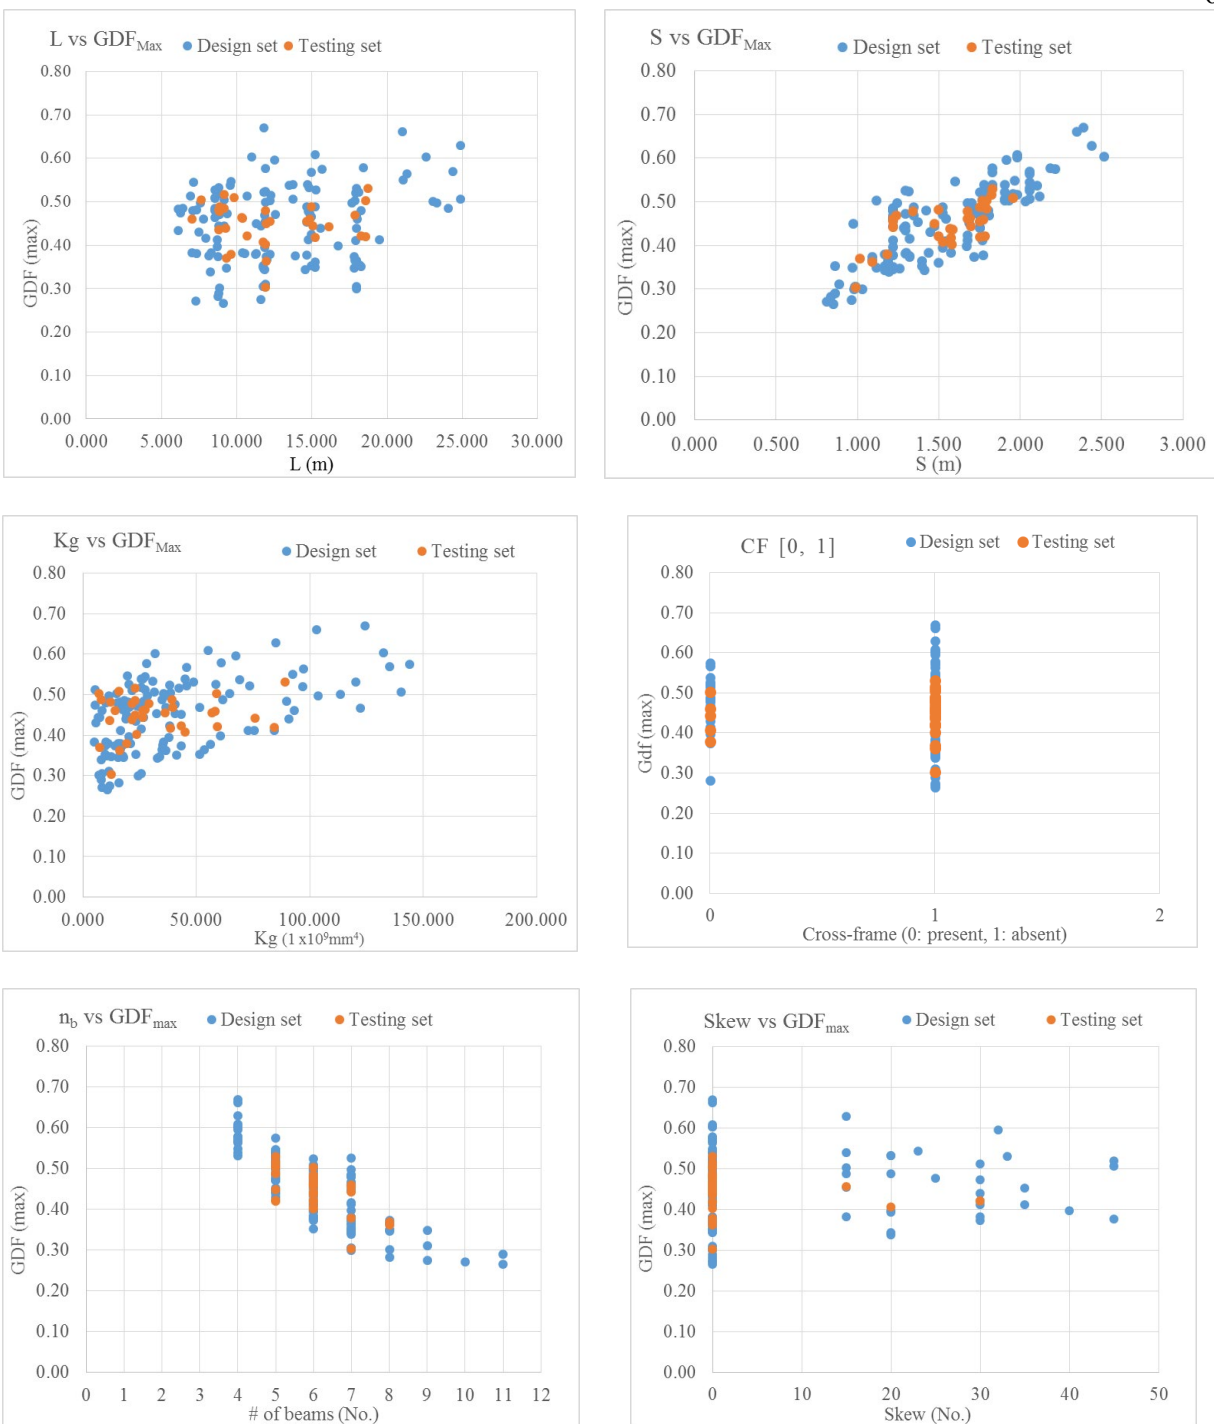 L vs GDFMax Design set Testing set
0.80
0.70
0.60
0.50
0.40
0.30
0.20
0.10
0.00
GDF (max)
0.000 5.000 10.000 15.000 20.000 25.000 30.000
L (m)
S vs GDFMax Design set Testing set
0.80
0.70
0.60
0.50
0.40
0.30
0.20
0.10
0.00
GDF (max)
0.000 0.500 1.000 1.500 2.000 2.500 3.000
S (m)
Kg vs GDFMax Design set Testing set
0.80
0.70
0.60
0.50
0.40
0.30
0.20
0.10
0.00
GDF (max)
0.000 50.000 100.000 150.000 200.000
Kg (1 x10⁹mm⁴)
CF [0, 1] Design set Testing set
0.80
0.70
0.60
0.50
0.40
0.30
0.20
0.10
0.00
Gdf (max)
0 1 2
Cross-frame (0: present, 1: absent)
nb vs GDFmax Design set Testing set
0.80
0.70
0.60
0.50
0.40
0.30
0.20
0.10
0.00
GDF (max)
0 1 2 3 4 5 6 7 8 9 10 11 12
# of beams (No.)
Skew vs GDFmax Design set Testing set
0.80
0.70
0.60
0.50
0.40
0.30
0.20
0.10
0.00
GDF (max)
0 10 20 30 40 50
Skew (No.)